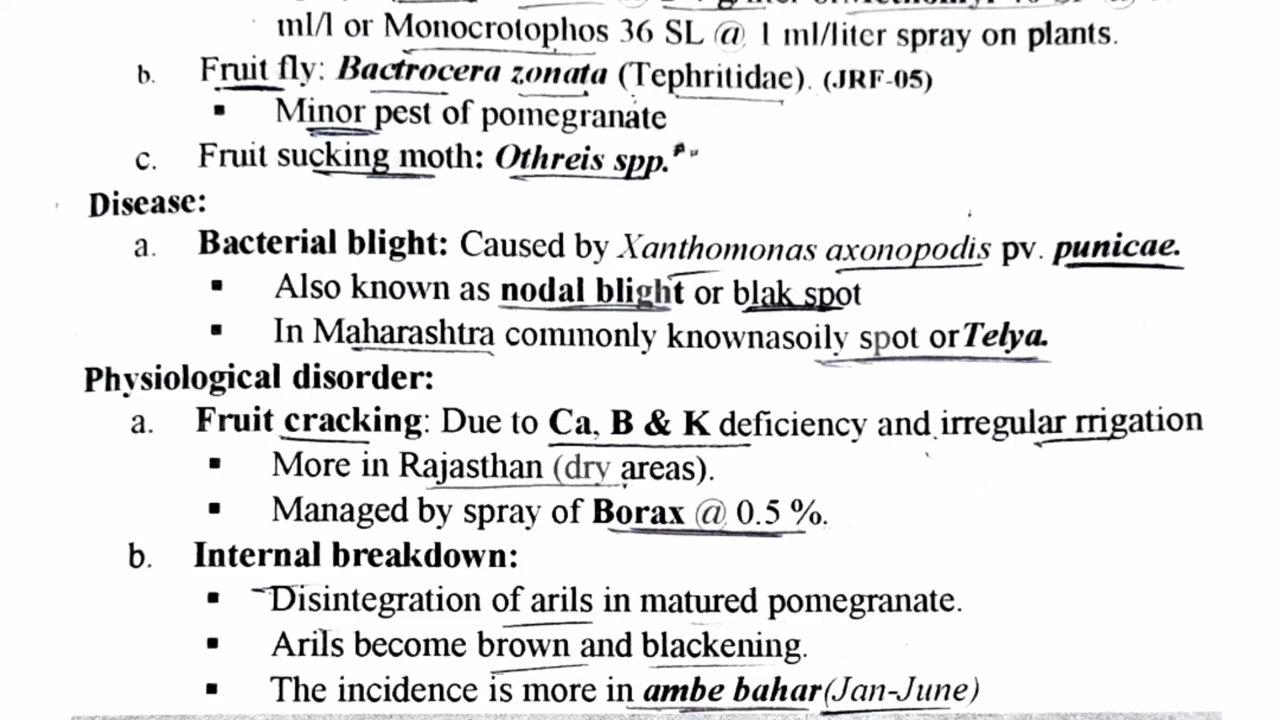 ml/l or Monocrotophos 36 SL @ 1 ml/liter spray on plants.
b. Fruit fly: Bactrocera zonata (Tephritidae). (JRF-05)
▪ Minor pest of pomegranate
c. Fruit sucking moth: Othreis spp.
Disease:
a. Bacterial blight: Caused by Xanthomonas axonopodis pv. punicae.
▪ Also known as nodal blight or blak spot
▪ In Maharashtra commonly knownasoily spot or Telya.
Physiological disorder:
a. Fruit cracking: Due to Ca, B & K deficiency and irregular rrigation
▪ More in Rajasthan (dry areas).
▪ Managed by spray of Borax @ 0.5 %.
b. Internal breakdown:
▪ Disintegration of arils in matured pomegranate.
▪ Arils become brown and blackening.
▪ The incidence is more in ambe bahar (Jan-June)